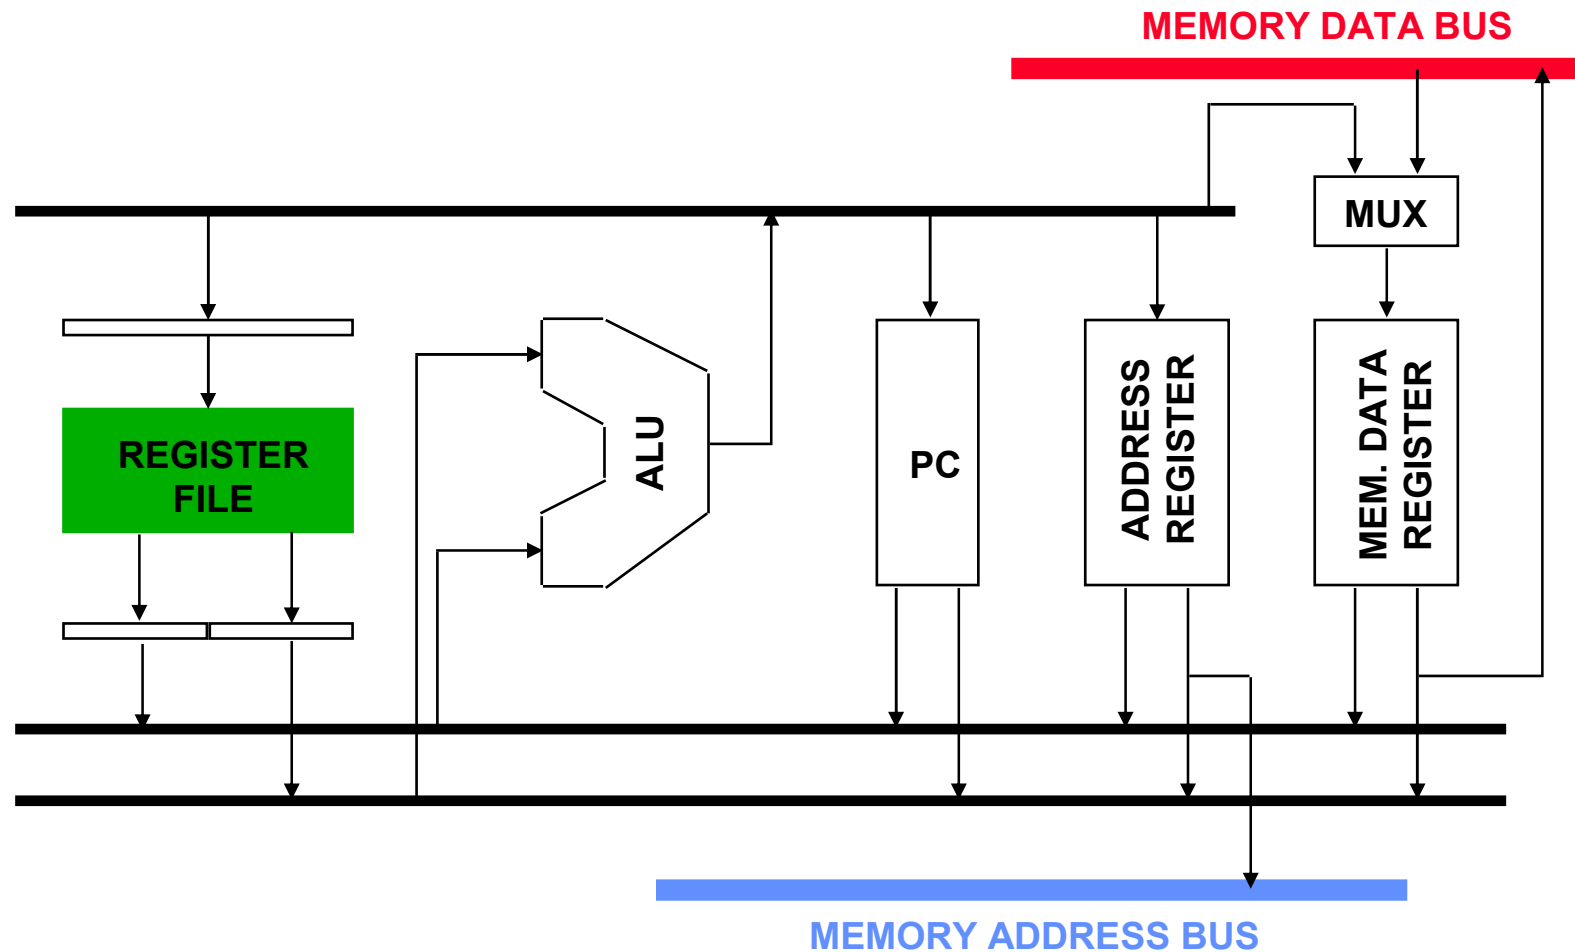 MEMORY DATA BUS
MUX
REGISTER
FILE
ALU
PC
ADDRESS
REGISTER
MEM. DATA
REGISTER
MEMORY ADDRESS BUS